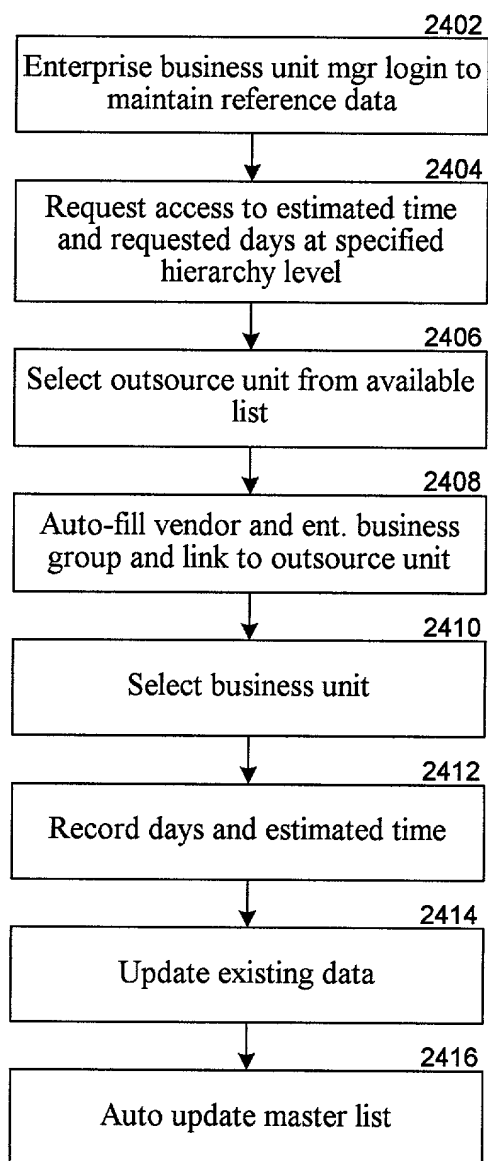 2402
Enterprise business unit mgr login to
maintain reference data
2404
Request access to estimated time
and requested days at specified
hierarchy level
2406
Select outsource unit from available
list
2408
Auto-fill vendor and ent. business
group and link to outsource unit
2410
Select business unit
2412
Record days and estimated time
2414
Update existing data
2416
Auto update master list